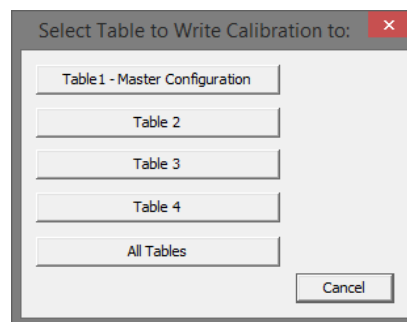 Select Table to Write Calibration to:
Table1 - Master Configuration
Table 2
Table 3
Table 4
All Tables
Cancel